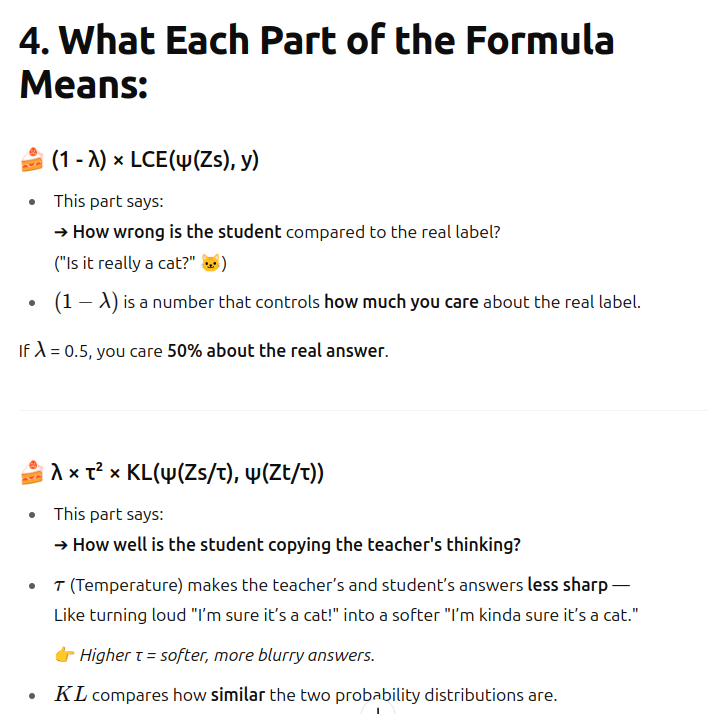 4. What Each Part of the Formula
Means:
🍰 (1 - λ) × LCE(ψ(Zs), y)
• This part says:
➔ How wrong is the student compared to the real label?
("Is it really a cat?" 🐱)
• (1 − λ) is a number that controls how much you care about the real label.
If λ = 0.5, you care 50% about the real answer.
🍰 λ × τ² × KL(ψ(Zs/τ), ψ(Zt/τ))
• This part says:
➔ How well is the student copying the teacher's thinking?
• τ (Temperature) makes the teacher’s and student’s answers less sharp —
Like turning loud "I’m sure it’s a cat!" into a softer "I’m kinda sure it’s a cat."
👉 Higher τ = softer, more blurry answers.
• KL compares how similar the two probability distributions are.